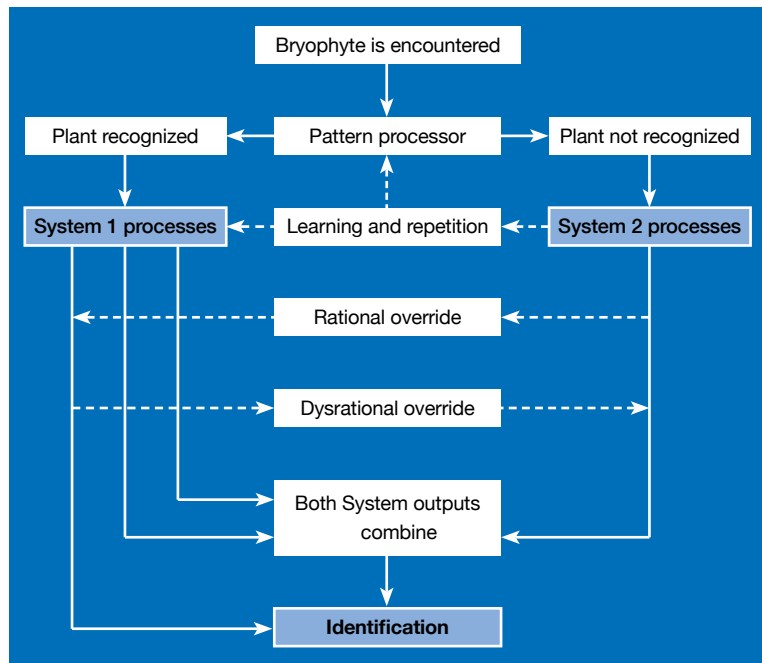 Bryophyte is encountered
Plant recognized
Pattern processor
Plant not recognized
System 1 processes
Learning and repetition
System 2 processes
Rational override
Dysrational override
Both System outputs
combine
Identification